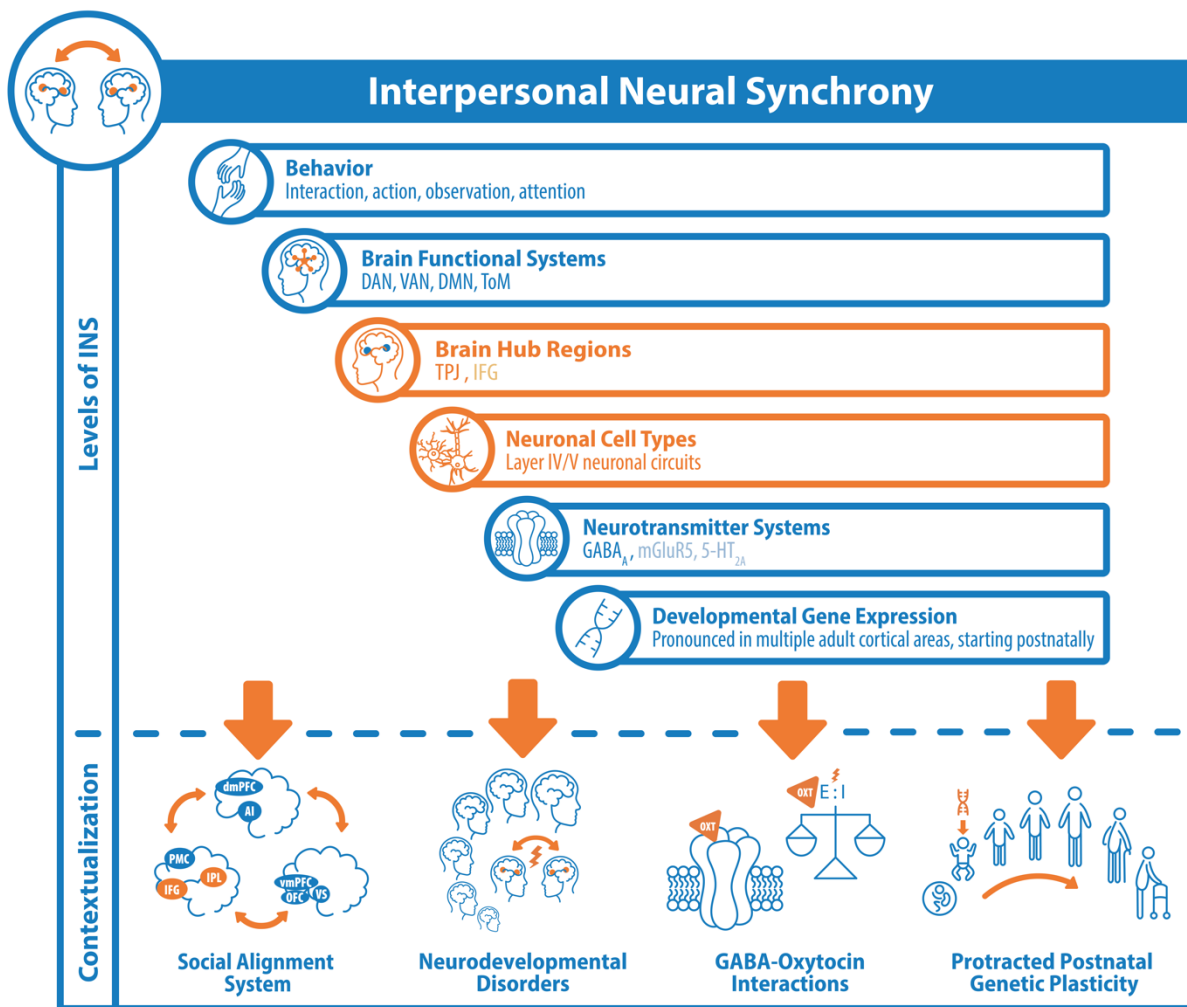 Interpersonal Neural Synchrony
Levels of INS
Behavior
Interaction, action, observation, attention
Brain Functional Systems
DAN, VAN, DMN, ToM
Brain Hub Regions
TPJ , IFG
Neuronal Cell Types
Layer IV/V neuronal circuits
Neurotransmitter Systems
GABA_A, mGluR5, 5-HT_2A
Developmental Gene Expression
Pronounced in multiple adult cortical areas, starting postnatally
Contextualization
dmPFC
AI
PMC
IPL
IFG
vmPFC
OFC
VS
Social Alignment
System
Neurodevelopmental
Disorders
OXT
OXT E : I
GABA-Oxytocin
Interactions
Protracted Postnatal
Genetic Plasticity